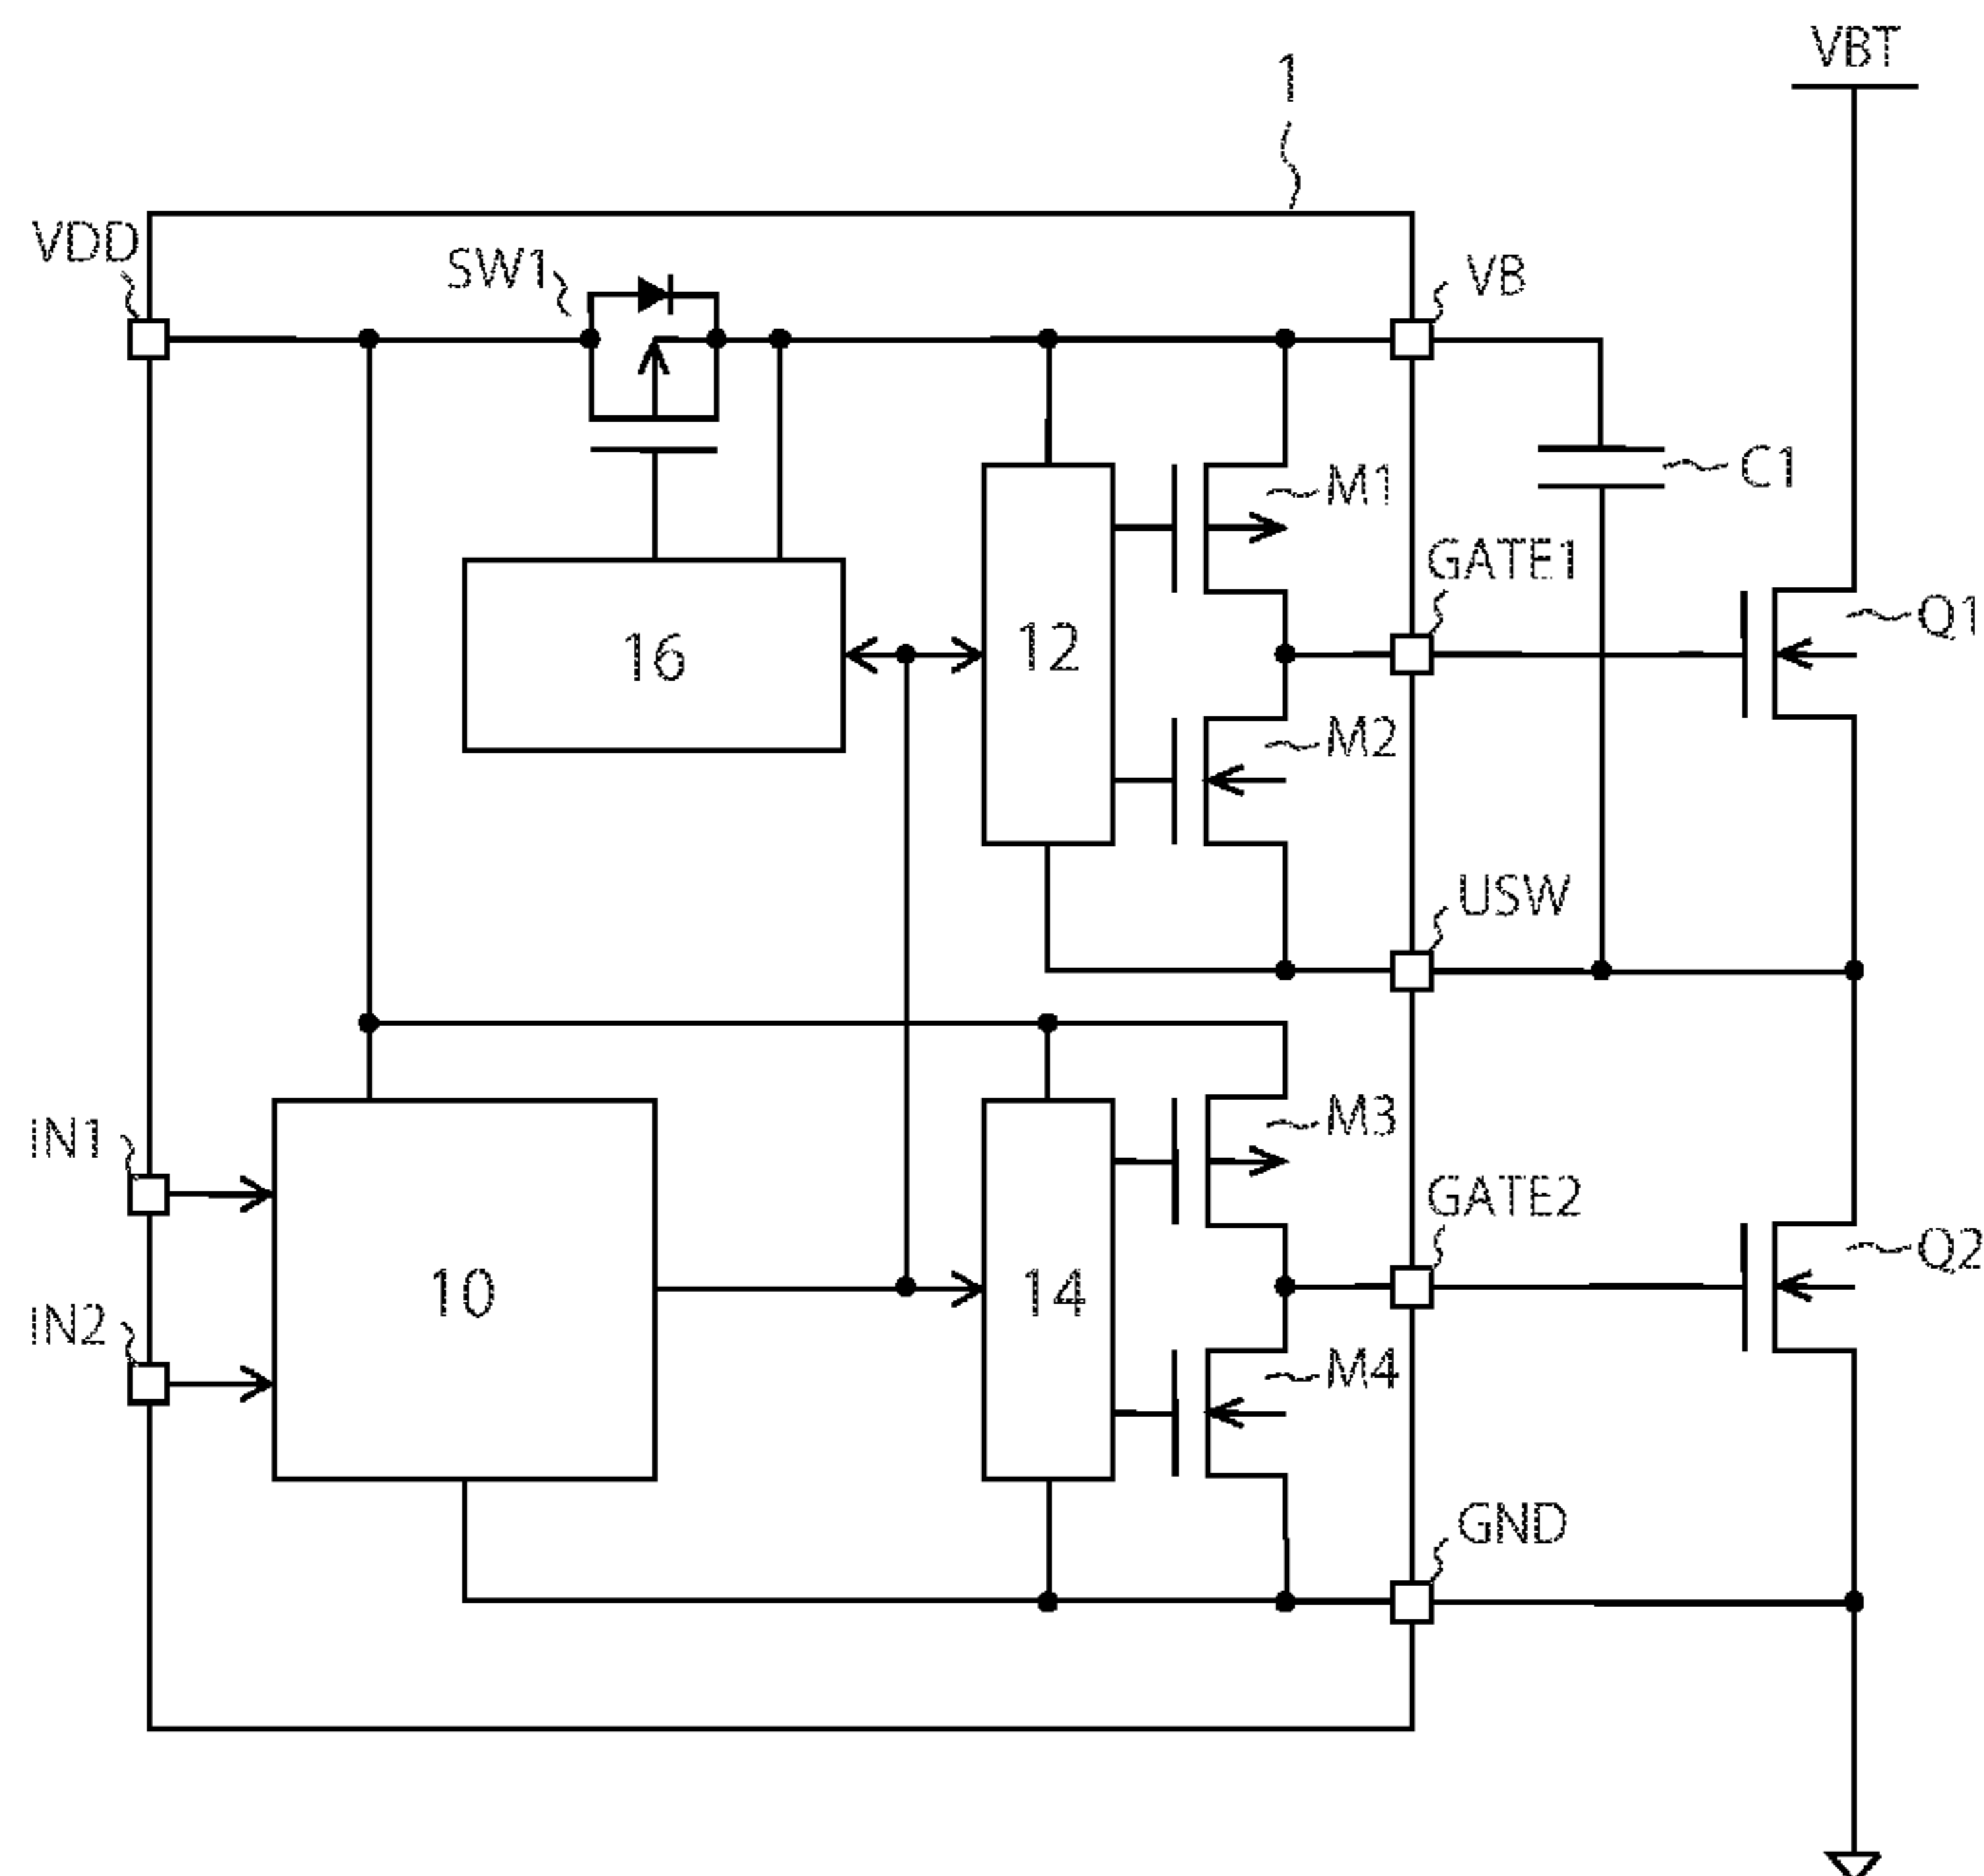 VBT
1
VDD
SW1
VB
C1
M1
GATE1
Q1
16
12
M2
USW
IN1
M3
GATE2
Q2
10
14
IN2
M4
GND